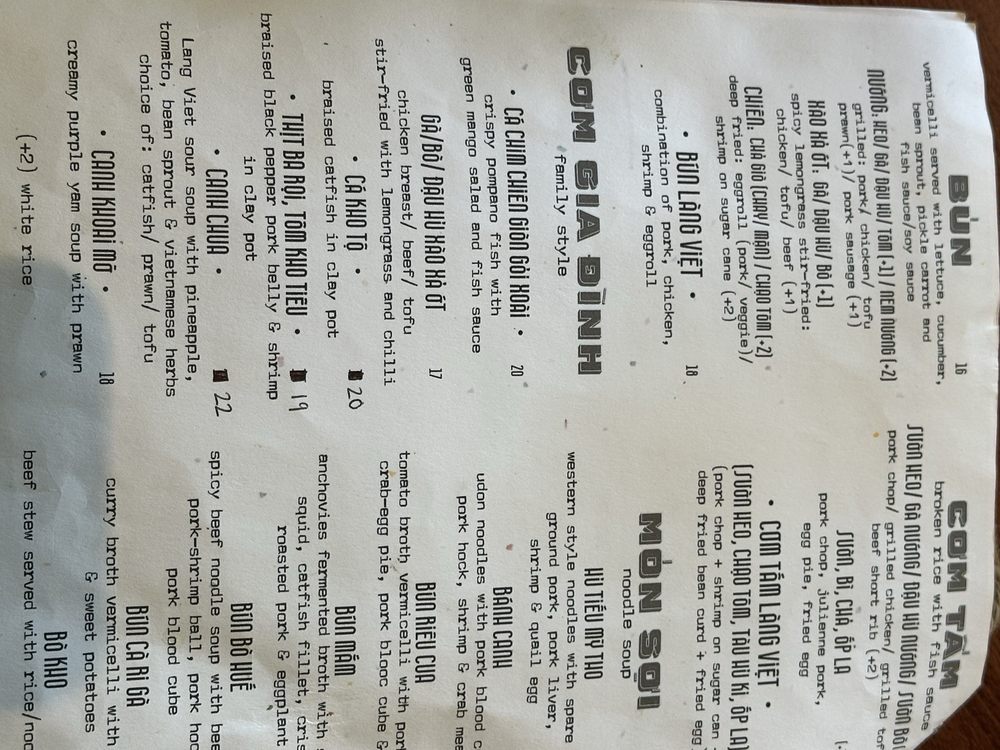 BÚN 16
vermicelli served with lettuce, cucumber,
bean sprout, pickle carrot and
fish sauce/soy sauce
NƯỚNG: HEO/ GÀ/ ĐẬU HU/ TÔM (+1) / NEM NƯỚNG (+2)
grilled: pork/ chicken/ tofu
prawn(+1)/ pork sausage (+1)
XÀO XẢ ỚT: GÀ/ ĐẬU HU/ BÒ (+1)
spicy lemongrass stir-fried:
chicken/ tofu/ beef (+1)
CHIÊN: CHẢ GIÒ (CHAY/ MẶN) / CHẠO TÔM (+2)
deep fried: eggroll (pork/ veggie)/
shrimp on sugar cane (+2)
• BÚN LÀNG VIỆT • 18
combination of pork, chicken,
shrimp & eggroll
CƠM GIA ĐÌNH
family style
• CÁ CHIM CHIÊN GIÒN GỎI XOÀI • 20
crispy pompano fish with
green mango salad and fish sauce
GÀ/ BÒ/ ĐẬU HŨ XÀO XẢ ỚT 17
chicken breast/ beef/ tofu
stir-fried with lemongrass and chilli
• CÁ KHO TỘ • 20
braised catfish in clay pot
• THỊT BA RỌI, TÔM KHO TIÊU • 19
braised black pepper pork belly & shrimp
in clay pot
• CANH CHUA • 22
Lang Viet sour soup with pineapple,
tomato, bean sprout & vietnamese herbs
choice of: catfish/ prawn/ tofu
• CANH KHOAI MỠ • 18
creamy purple yam soup with prawn
(+2) white rice
CƠM TẤM
broken rice with fish sauce
SƯỜN HEO/ GÀ NƯỚNG/ ĐẬU HŨ NƯỚNG/ SƯỜN BÒ
pork chop/ grilled chicken/ grilled tof
beef short rib (+2)
SƯỜN, BÌ, CHẢ, ỐP LA
pork chop, julienne pork,
egg pie, fried egg
• CƠM TẤM LÀNG VIỆT •
(SƯỜN HEO, CHẠO TÔM, TÀU HŨ KI, ỐP LA)
(pork chop + shrimp on sugar can
deep fried bean curd + fried egg
MÓN SỢI
noodle soup
HỦ TIẾU MỸ THO
western style noodles with spare
ground pork, pork liver,
shrimp & quail egg
BÁNH CANH
udon noodles with pork blood c
pork hock, shrimp & crab mea
BÚN RIÊU CUA
tomato broth vermicelli with pork
crab-egg pie, pork bloc cube &
BÚN MẮM
anchovies fermented broth with s
squid, catfish fillet, cris
roasted pork & eggplant
BÚN BÒ HUẾ
spicy beef noodle soup with bee
pork-shrimp ball, pork hoc
pork blood cube
BÚN CÀ RI GÀ
curry broth vermicelli with
& sweet potatoes
BÒ KHO
beef stew served with rice/noo